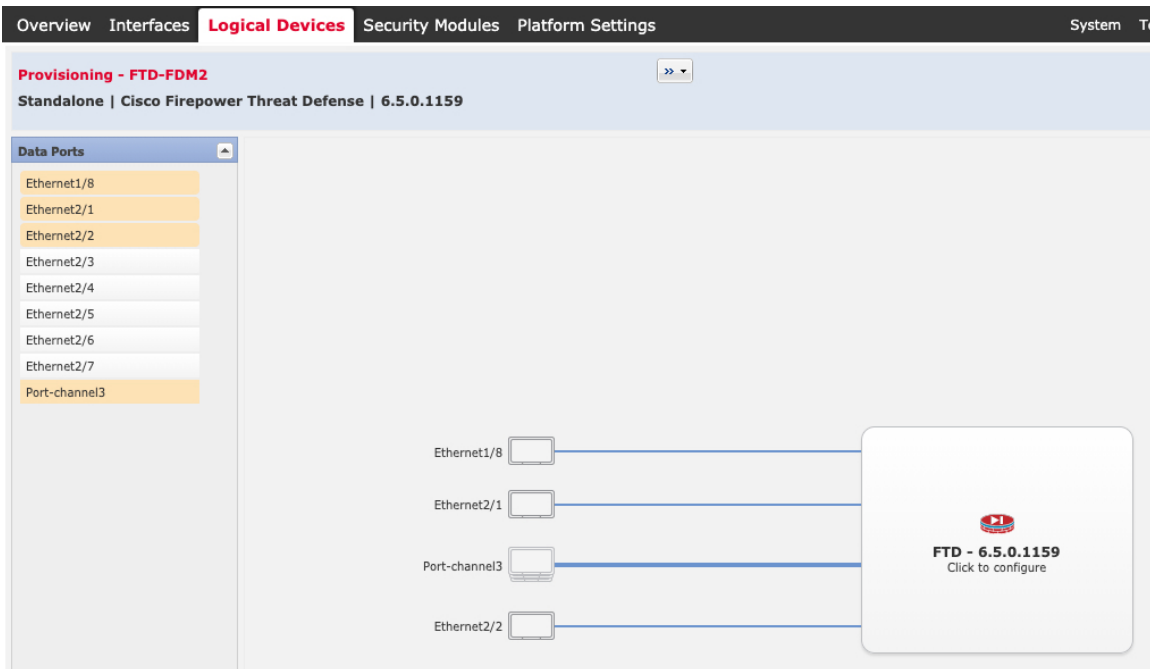 Overview Interfaces Logical Devices Security Modules Platform Settings System
Provisioning - FTD-FDM2
Standalone | Cisco Firepower Threat Defense | 6.5.0.1159
Data Ports
Ethernet1/8
Ethernet2/1
Ethernet2/2
Ethernet2/3
Ethernet2/4
Ethernet2/5
Ethernet2/6
Ethernet2/7
Port-channel3
Ethernet1/8
Ethernet2/1
Port-channel3
Ethernet2/2
FTD - 6.5.0.1159
Click to configure